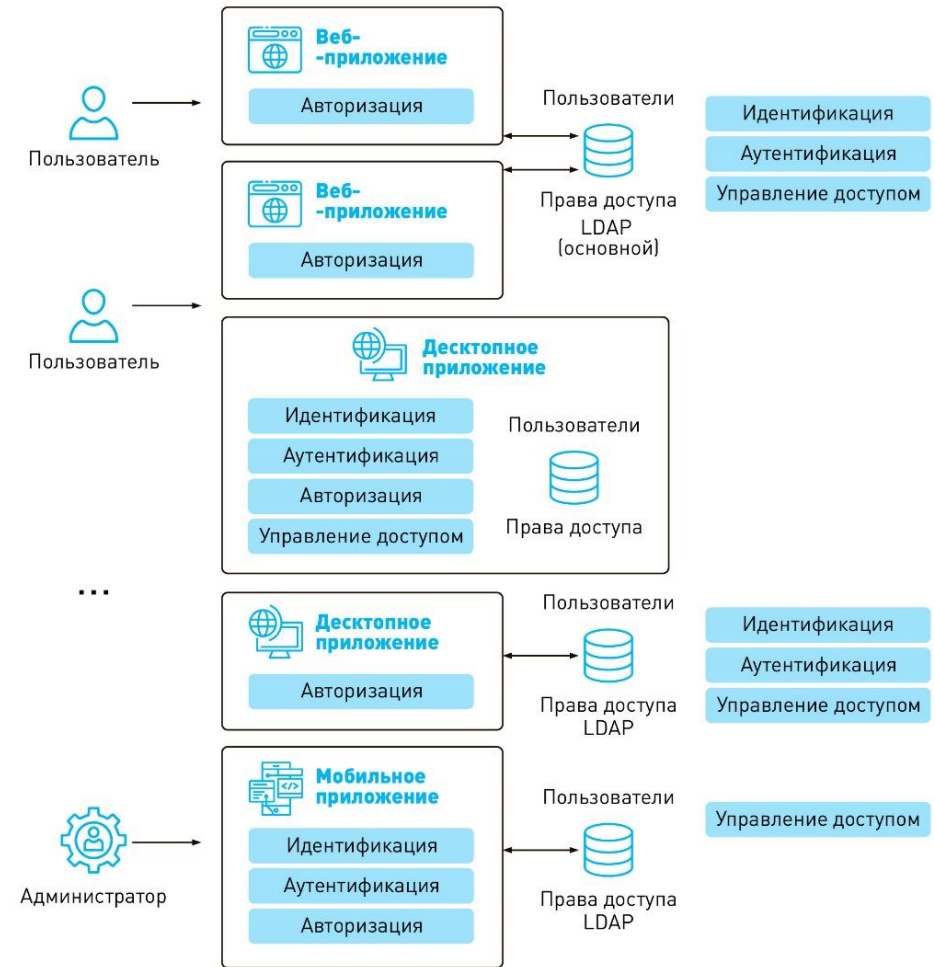 Веб-
-приложение
Авторизация
Пользователь
Веб-
-приложение
Авторизация
Пользователи
Права доступа
LDAP
(основной)
Идентификация
Аутентификация
Управление доступом
Пользователь
Десктопное
приложение
Идентификация
Аутентификация
Авторизация
Управление доступом
Пользователи
Права доступа
...
Десктопное
приложение
Авторизация
Пользователи
Права доступа
LDAP
Идентификация
Аутентификация
Управление доступом
Администратор
Мобильное
приложение
Идентификация
Аутентификация
Авторизация
Пользователи
Права доступа
LDAP
Управление доступом